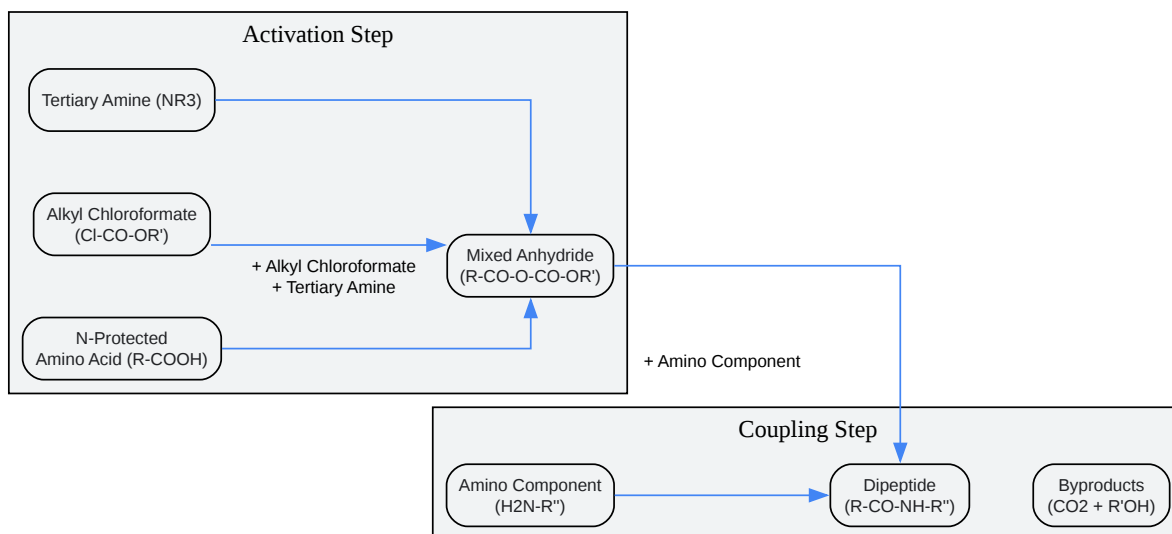 Activation Step
Tertiary Amine (NR3)
Alkyl Chloroformate
(Cl-CO-OR')
+ Alkyl Chloroformate
+ Tertiary Amine
Mixed Anhydride
(R-CO-O-CO-OR')
N-Protected
Amino Acid (R-COOH)
+ Amino Component
Coupling Step
Amino Component
(H2N-R'')
Dipeptide
(R-CO-NH-R'')
Byproducts
(CO2 + R'OH)